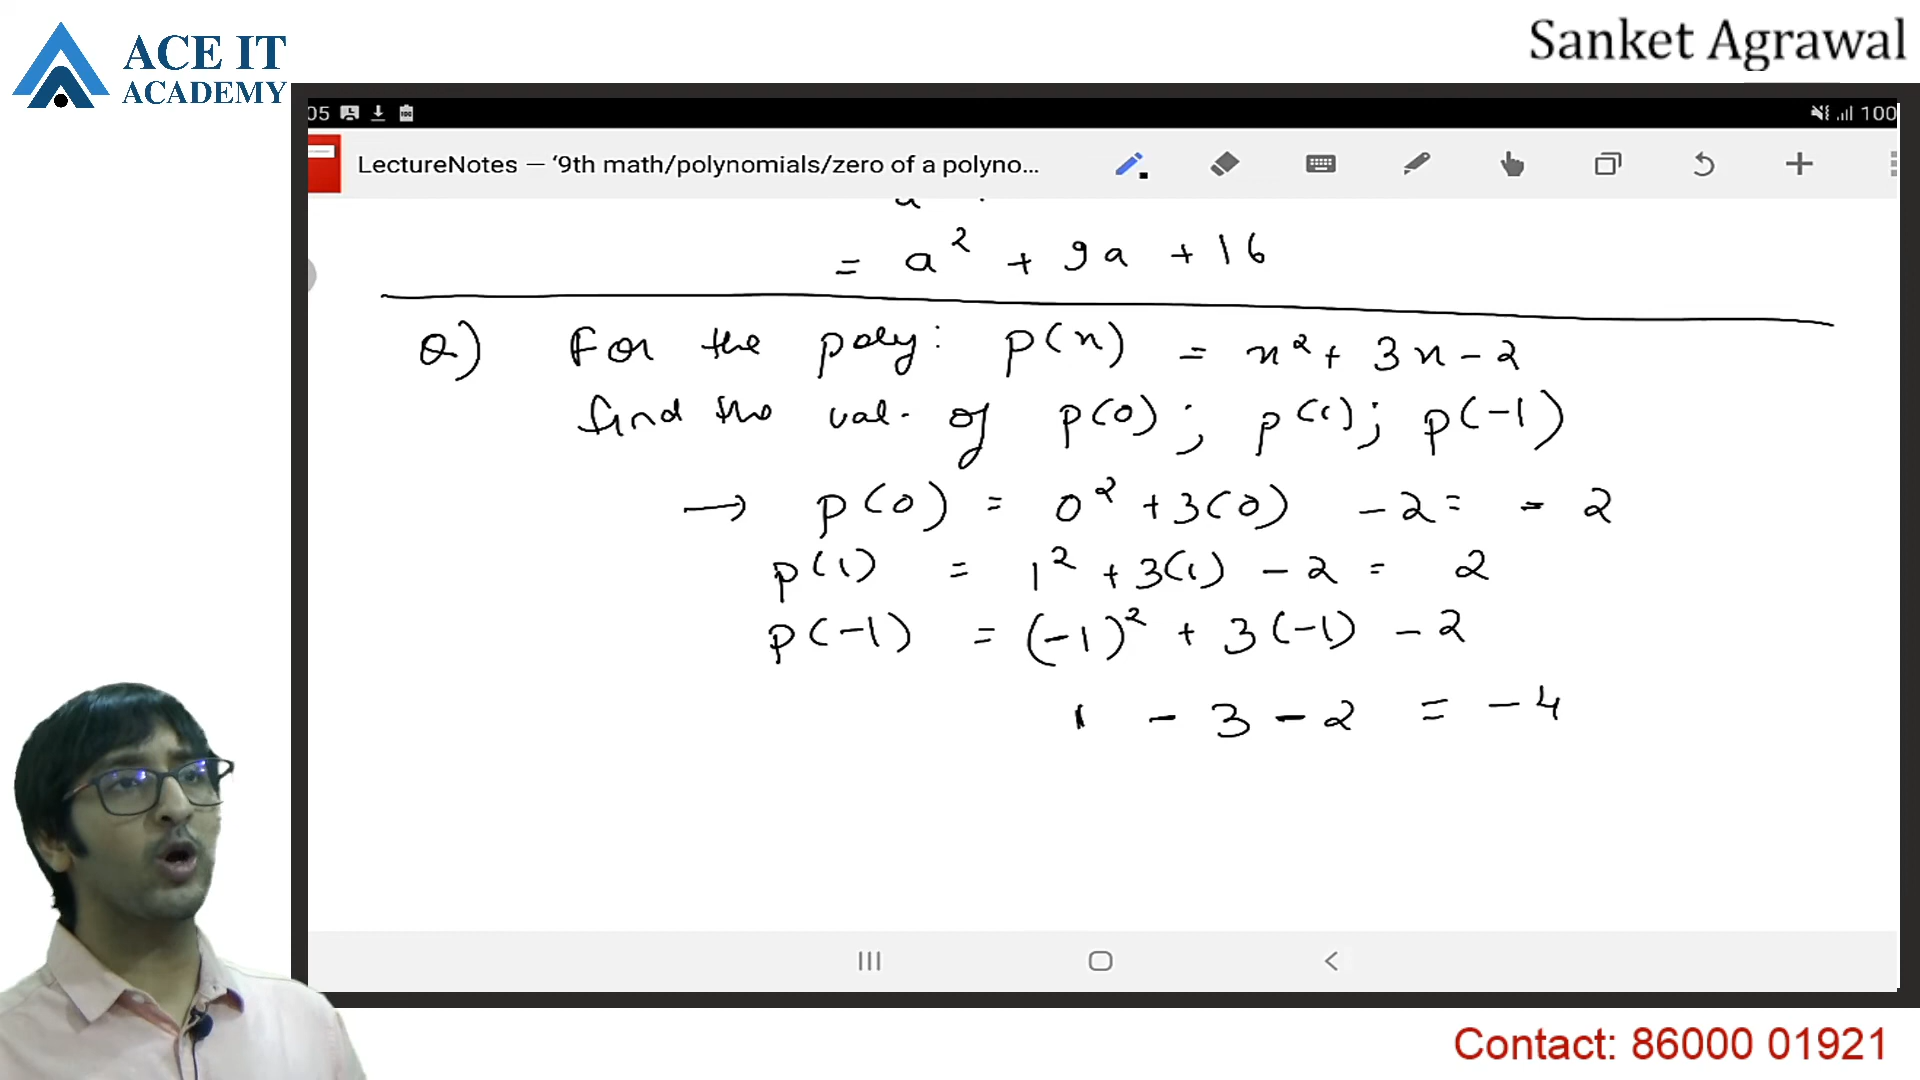 ACE IT
ACADEMY
Sanket Agrawal
05
100
LectureNotes — ‘9th math/polynomials/zero of a polyno...
= a² + 9a + 16
Q) For the poly: p(x) = x² + 3x - 2
find the val. of p(0); p(1); p(-1)
→ p(0) = 0² + 3(0) - 2 = - 2
p(1) = 1² + 3(1) - 2 = 2
p(-1) = (-1)² + 3(-1) - 2
1 - 3 - 2 = - 4
Contact: 86000 01921